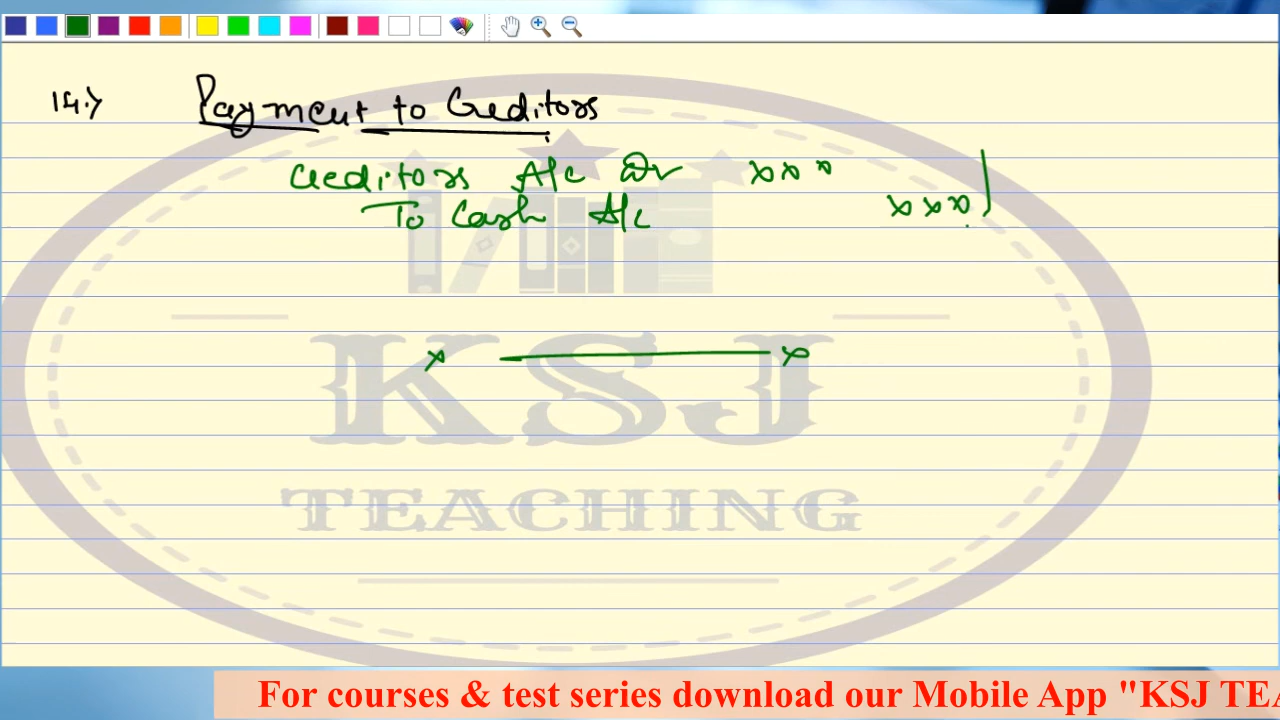 14.) Payment to Creditors
Creditors A/c Dr xxx
To Cash A/c xxx
x x
KSJ
TEACHING
For courses & test series download our Mobile App "KSJ TEA